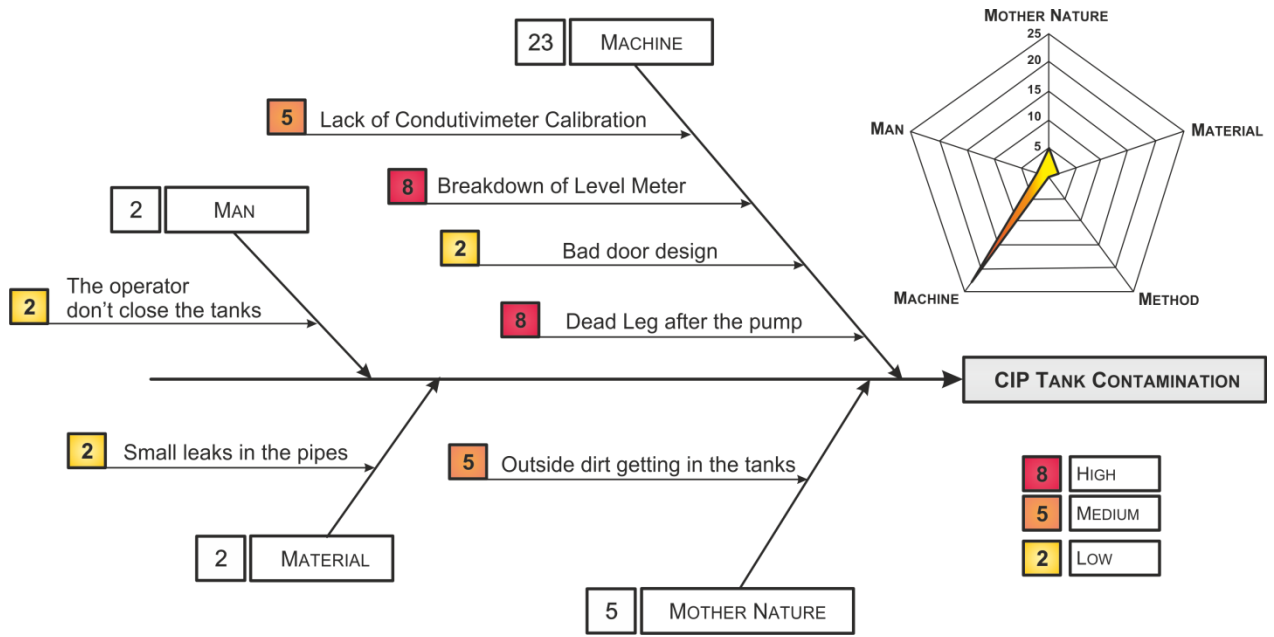 23 MACHINE
5 Lack of Condutivimeter Calibration
8 Breakdown of Level Meter
2 Bad door design
8 Dead Leg after the pump
2 MAN
2 The operator
don't close the tanks
MOTHER NATURE
25
20
15
10
5
MAN
MATERIAL
MACHINE
METHOD
CIP TANK CONTAMINATION
2 Small leaks in the pipes
2 MATERIAL
5 Outside dirt getting in the tanks
5 MOTHER NATURE
8 HIGH
5 MEDIUM
2 LOW